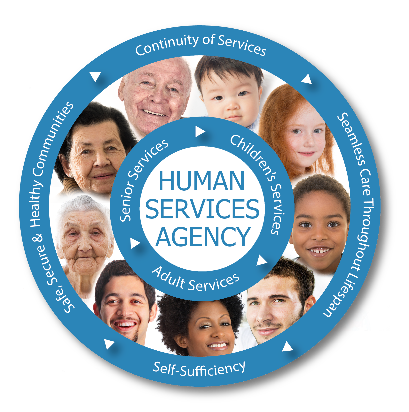 Continuity of Services
Seamless Care Throughout Lifespan
Self-Sufficiency
Safe, Secure & Healthy Communities
Senior Services
Children's Services
Adult Services
HUMAN
SERVICES
AGENCY